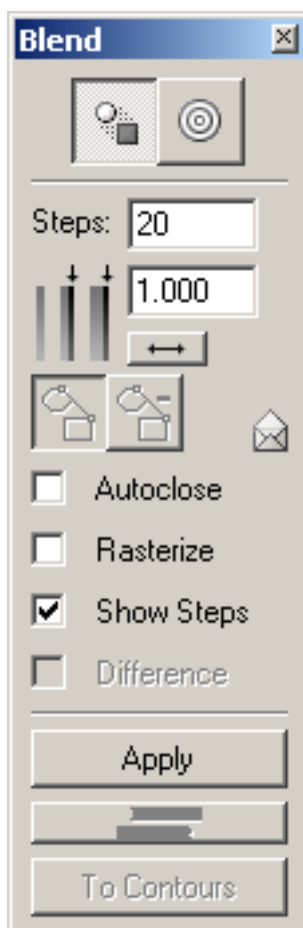 Blend
Steps: 20
1.000
Autoclose
Rasterize
Show Steps
Difference
Apply
To Contours